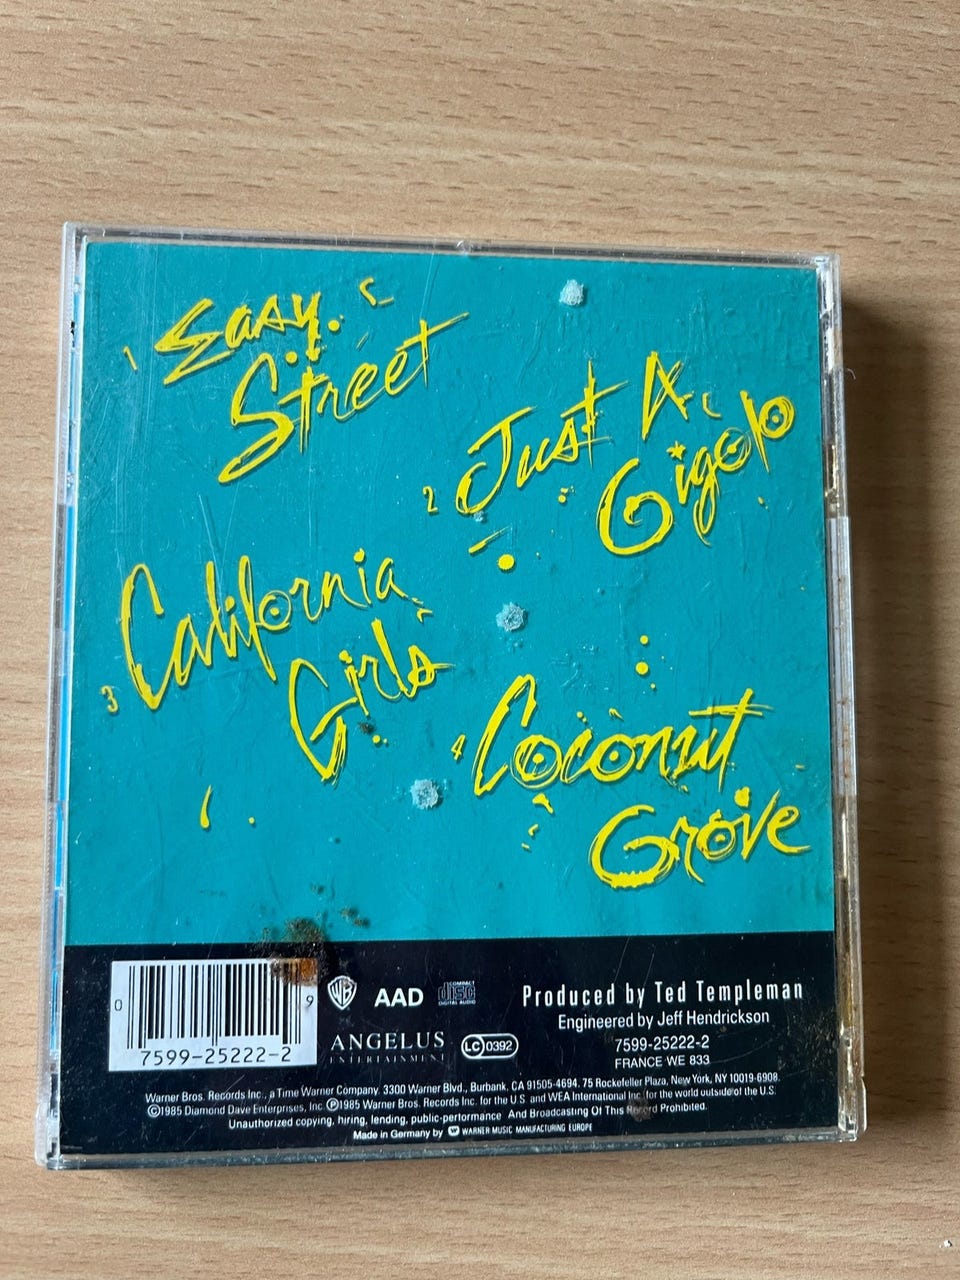 1 Easy
Street
2 Just A
Gigolo
3 California
Girls
4 Coconut
Grove
0 9
7599-25222-2
WB
AAD
COMPACT
disc
DIGITAL AUDIO
ANGELUS
ENTERTAINMENT
LC 0392
Produced by Ted Templeman
Engineered by Jeff Hendrickson
7599-25222-2
FRANCE WE 833
Warner Bros. Records Inc., a Time Warner Company. 3300 Warner Blvd., Burbank, CA 91505-4694. 75 Rockefeller Plaza, New York, NY 10019-6908.
©1985 Diamond Dave Enterprises, Inc. ℗1985 Warner Bros. Records Inc. for the U.S. and WEA International Inc. for the world outside of the U.S.
Unauthorized copying, hiring, lending, public-performance And Broadcasting Of This Record Prohibited.
Made in Germany by WARNER MUSIC MANUFACTURING EUROPE